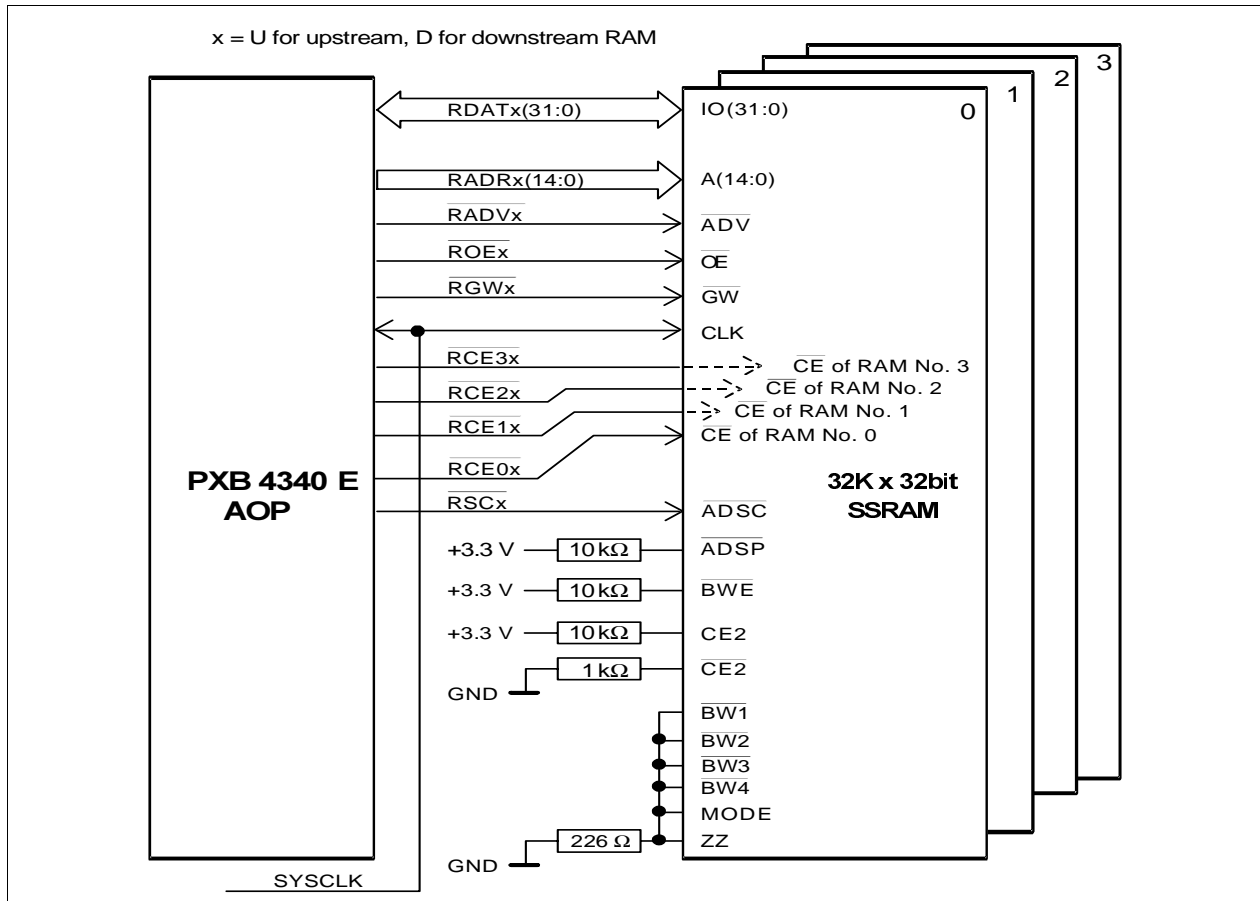 x = U for upstream, D for downstream RAM
3
2
1
0
RDATx(31:0)
IO(31:0)
RADRx(14:0)
A(14:0)
RADVx
ADV
ROEx
OE
RGWx
GW
CLK
RCE3x
CE of RAM No. 3
RCE2x
CE of RAM No. 2
RCE1x
CE of RAM No. 1
RCE0x
CE of RAM No. 0
PXB 4340 E
AOP
32K x 32bit
SSRAM
RSCx
ADSC
+3.3 V
10kΩ
ADSP
+3.3 V
10kΩ
BWE
+3.3 V
10kΩ
CE2
1kΩ
CE2
GND
BW1
BW2
BW3
BW4
MODE
226 Ω
ZZ
GND
SYSCLK